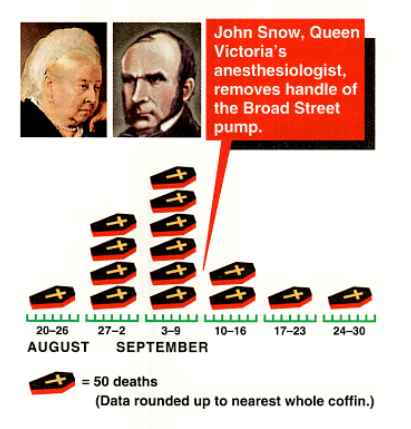 John Snow, Queen
Victoria's
anesthesiologist,
removes handle of
the Broad Street
pump.
20–26 27–2 3–9 10–16 17–23 24–30
AUGUST SEPTEMBER
= 50 deaths
(Data rounded up to nearest whole coffin.)